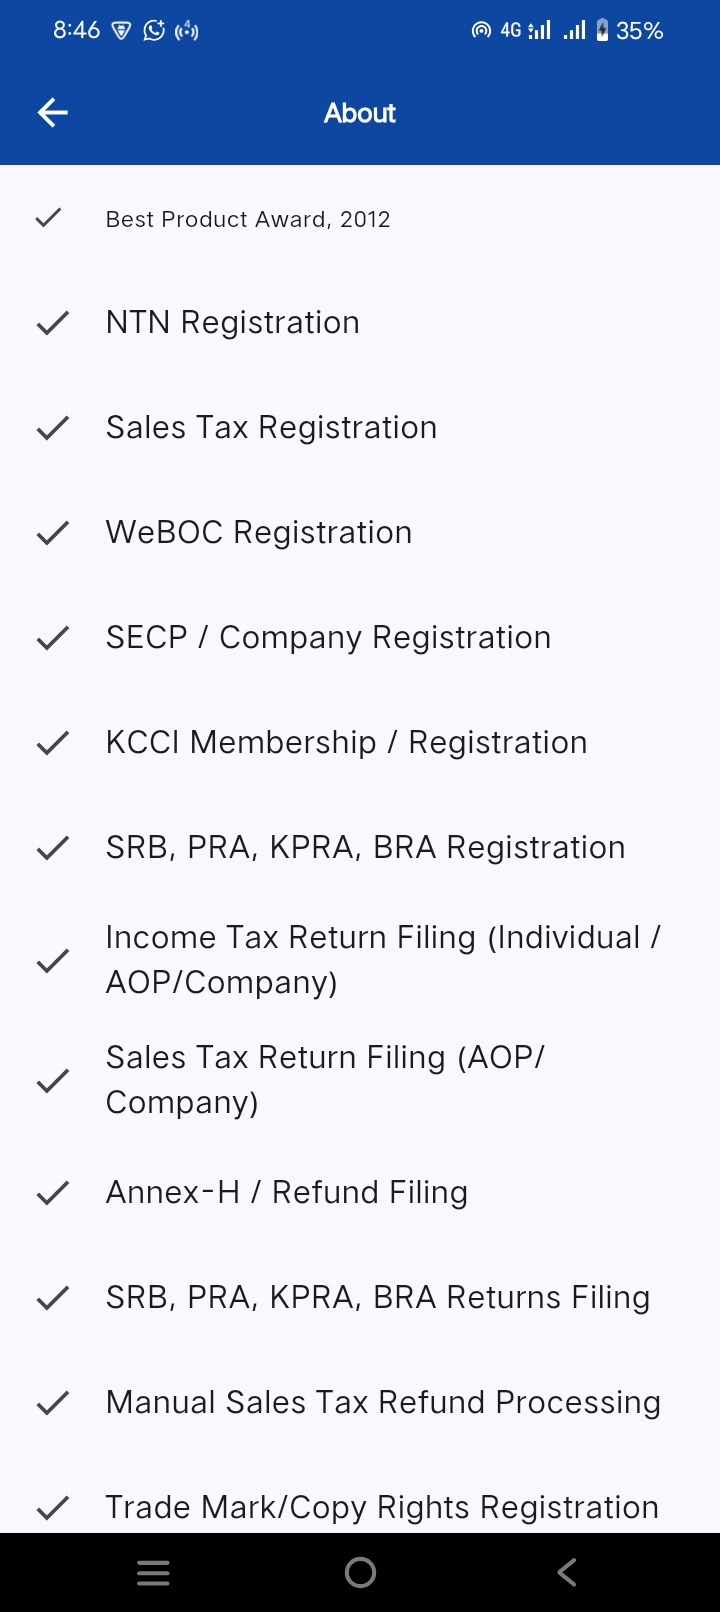 8:46 4G 35%
About
Best Product Award, 2012
NTN Registration
Sales Tax Registration
WeBOC Registration
SECP / Company Registration
KCCI Membership / Registration
SRB, PRA, KPRA, BRA Registration
Income Tax Return Filing (Individual /
AOP/Company)
Sales Tax Return Filing (AOP/
Company)
Annex-H / Refund Filing
SRB, PRA, KPRA, BRA Returns Filing
Manual Sales Tax Refund Processing
Trade Mark/Copy Rights Registration